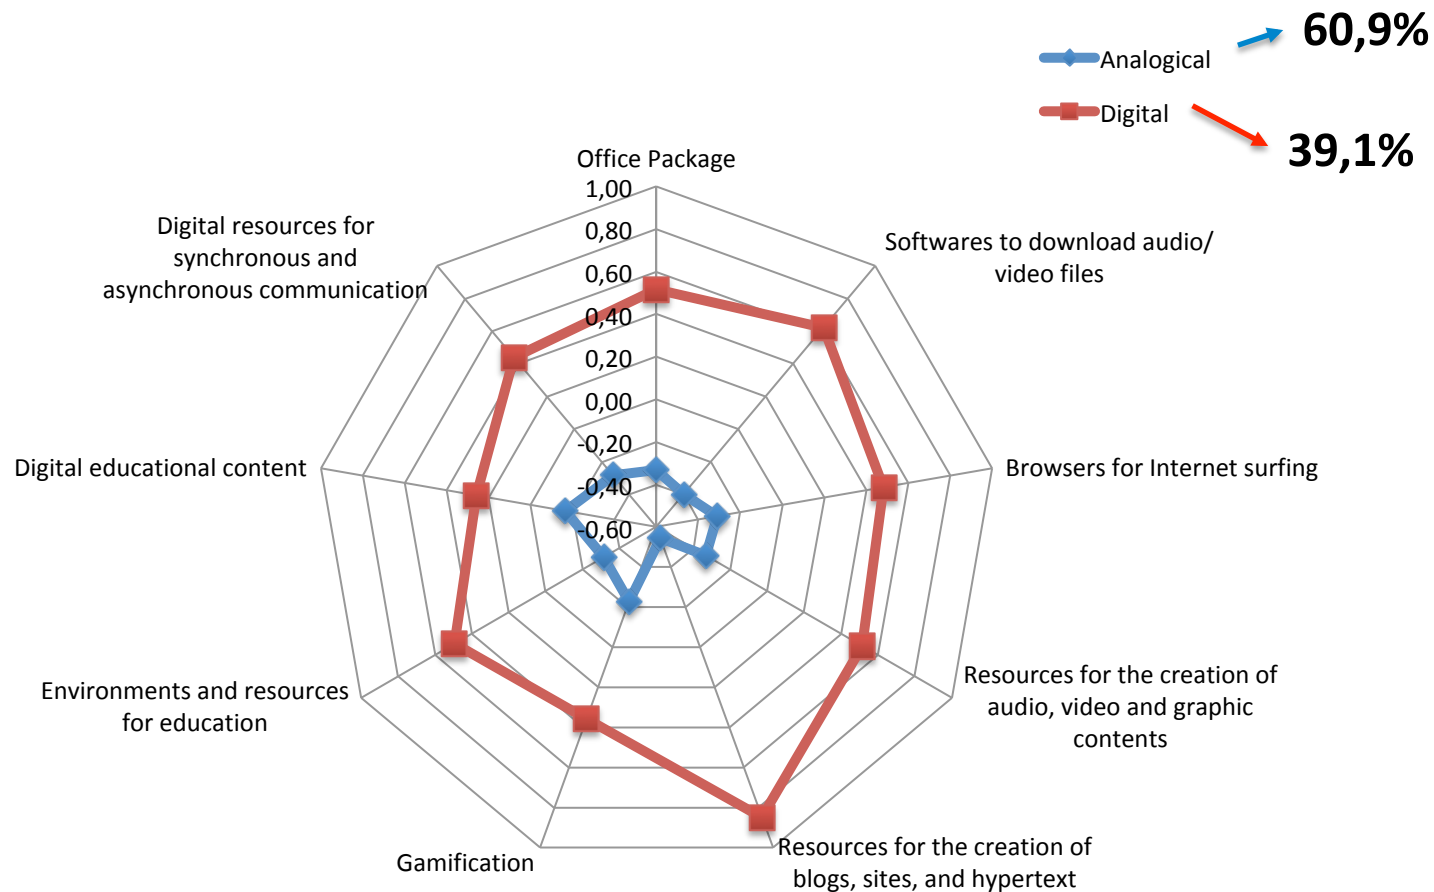 60,9%
Analogical
Digital
39,1%
Office Package
1,00
0,80
0,60
0,40
0,20
0,00
-0,20
-0,40
-0,60
Softwares to download audio/
video files
Browsers for Internet surfing
Resources for the creation of
audio, video and graphic
contents
Resources for the creation of
blogs, sites, and hypertext
Gamification
Environments and resources
for education
Digital educational content
Digital resources for
synchronous and
asynchronous communication